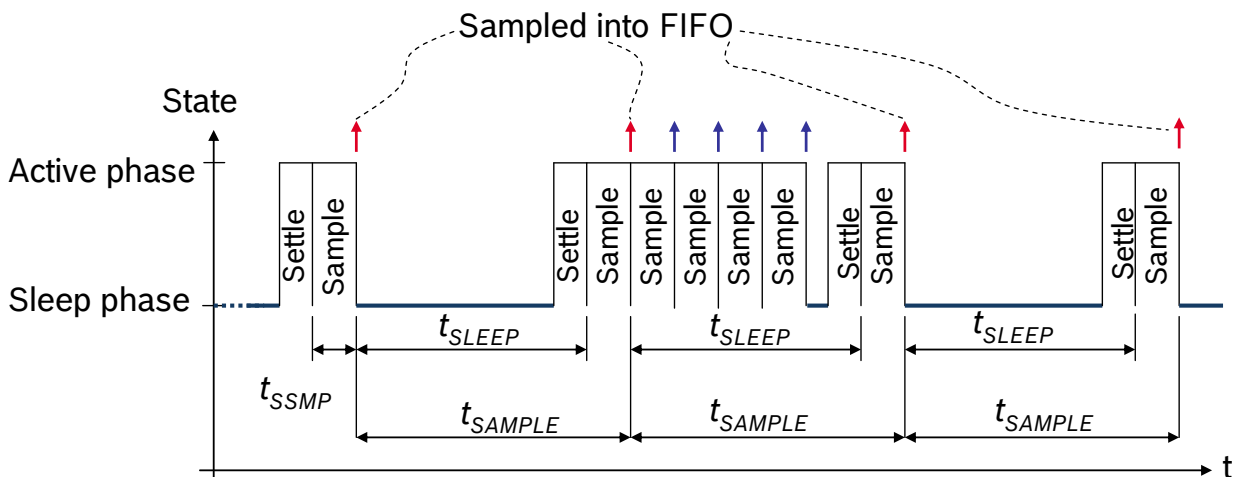 Sampled into FIFO
State
Active phase
Settle
Sample
Settle
Sample
Sample
Sample
Sample
Sample
Settle
Sample
Settle
Sample
Sleep phase
tSLEEP
tSLEEP
tSLEEP
tSSMP
tSAMPLE
tSAMPLE
tSAMPLE
t